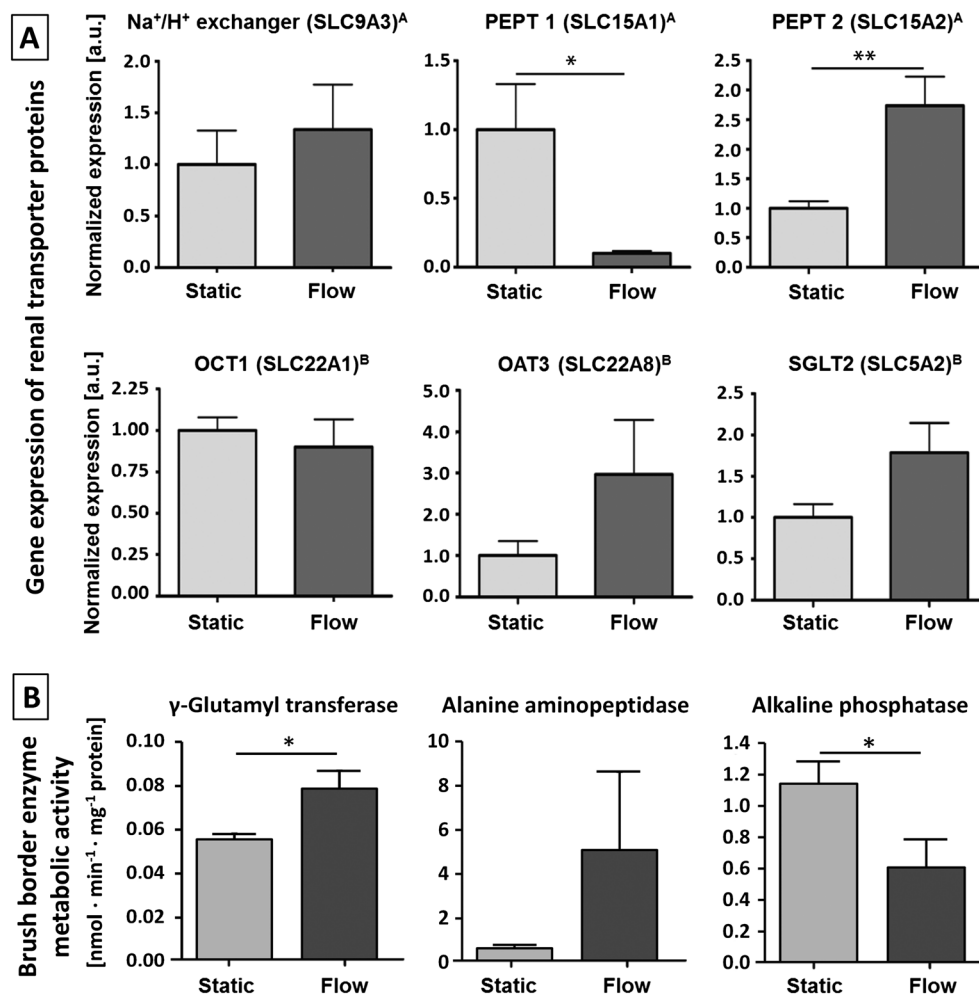 A
Gene expression of renal transporter proteins
Na⁺/H⁺ exchanger (SLC9A3)ᴬ
Normalized expression [a.u.]
2.0
1.5
1.0
0.5
0.0
Static Flow
PEPT 1 (SLC15A1)ᴬ
1.5
1.0
0.5
0.0
*
Static Flow
PEPT 2 (SLC15A2)ᴬ
2.5
2.0
2.5
2.0
1.5
1.0
0.5
0.0
**
Static Flow
OCT1 (SLC22A1)ᴮ
Normalized expression [a.u.]
2.25
1.00
0.75
0.50
0.25
0.00
Static Flow
OAT3 (SLC22A8)ᴮ
5.0
4.0
3.0
2.0
1.0
0.0
Static Flow
SGLT2 (SLC5A2)ᴮ
2.5
2.0
1.5
1.0
0.5
0.0
Static Flow
B
Brush border enzyme
metabolic activity
[nmol · min⁻¹ · mg⁻¹ protein]
γ-Glutamyl transferase
0.10
0.08
0.06
0.04
0.02
0.00
*
Static Flow
Alanine aminopeptidase
10
8
6
4
2
0
Static Flow
Alkaline phosphatase
1.4
1.2
1.0
0.8
0.6
0.4
0.2
0.0
*
Static Flow